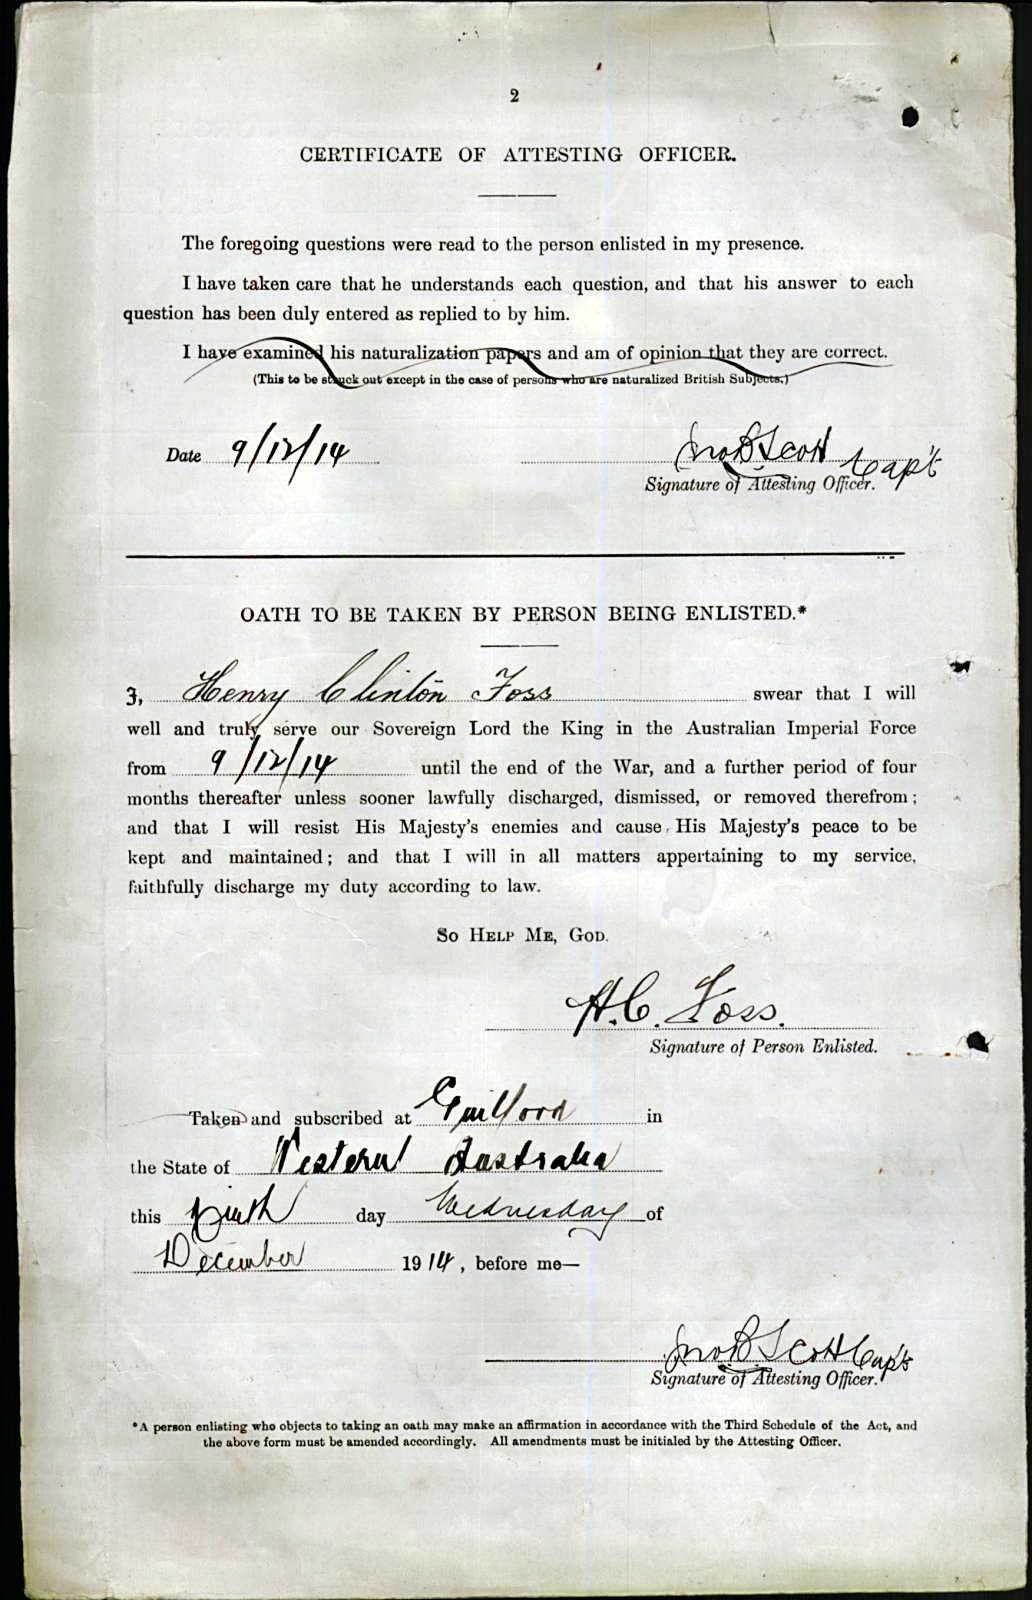 2
CERTIFICATE OF ATTESTING OFFICER.
The foregoing questions were read to the person enlisted in my presence.
I have taken care that he understands each question, and that his answer to each
question has been duly entered as replied to by him.
I have examined his naturalization papers and am of opinion that they are correct.
(This to be struck out except in the case of persons who are naturalized British Subjects.)
Date 9/12/14 Jno B Scott Capt
Signature of Attesting Officer.
OATH TO BE TAKEN BY PERSON BEING ENLISTED.*
I, Henry Clinton Foss swear that I will
well and truly serve our Sovereign Lord the King in the Australian Imperial Force
from 9/12/14 until the end of the War, and a further period of four
months thereafter unless sooner lawfully discharged, dismissed, or removed therefrom;
and that I will resist His Majesty's enemies and cause His Majesty's peace to be
kept and maintained; and that I will in all matters appertaining to my service,
faithfully discharge my duty according to law.
So Help Me, God.
H.C. Foss.
Signature of Person Enlisted.
Taken and subscribed at Guilford in
the State of Western Australia
this Ninth day Wednesday of
December 1914, before me—
Jno B Scott Capt
Signature of Attesting Officer.
*A person enlisting who objects to taking an oath may make an affirmation in accordance with the Third Schedule of the Act, and
the above form must be amended accordingly. All amendments must be initialed by the Attesting Officer.